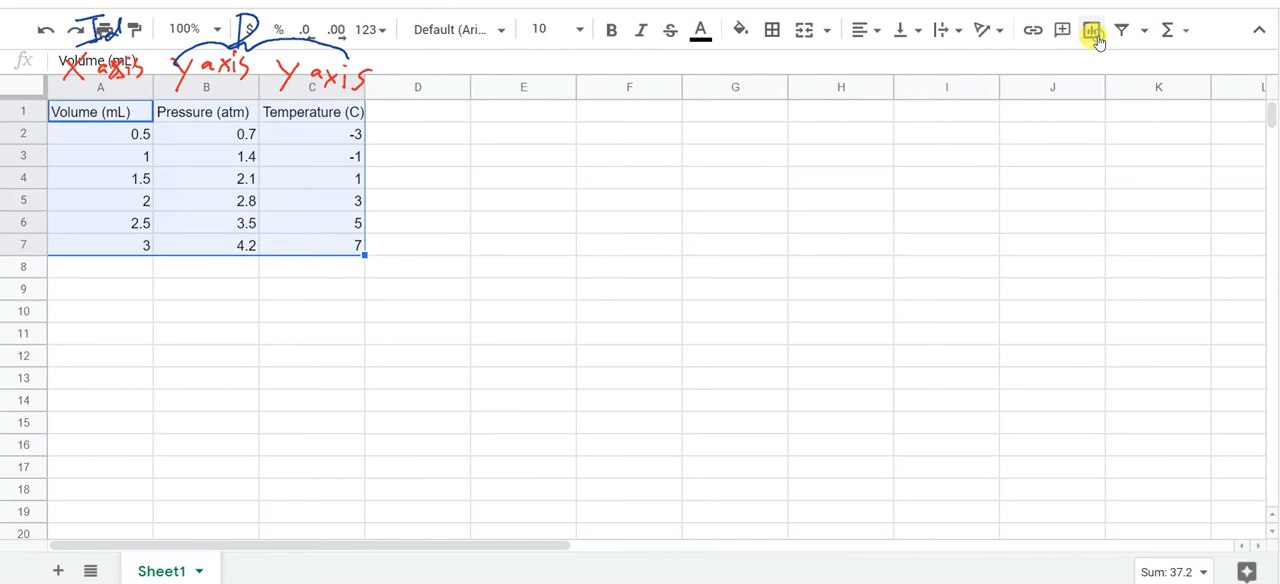 Id D
100% $ % .0 .00 123 Default (Ari... 10 B I S A Σ
fx Volume (mL)
X axis Y axis Y axis
A B C D E F G H I J K L
1 Volume (mL) Pressure (atm) Temperature (C)
2 0.5 0.7 -3
3 1 1.4 -1
4 1.5 2.1 1
5 2 2.8 3
6 2.5 3.5 5
7 3 4.2 7
8
9
10
11
12
13
14
15
16
17
18
19
20
+ Sheet1 Sum: 37.2